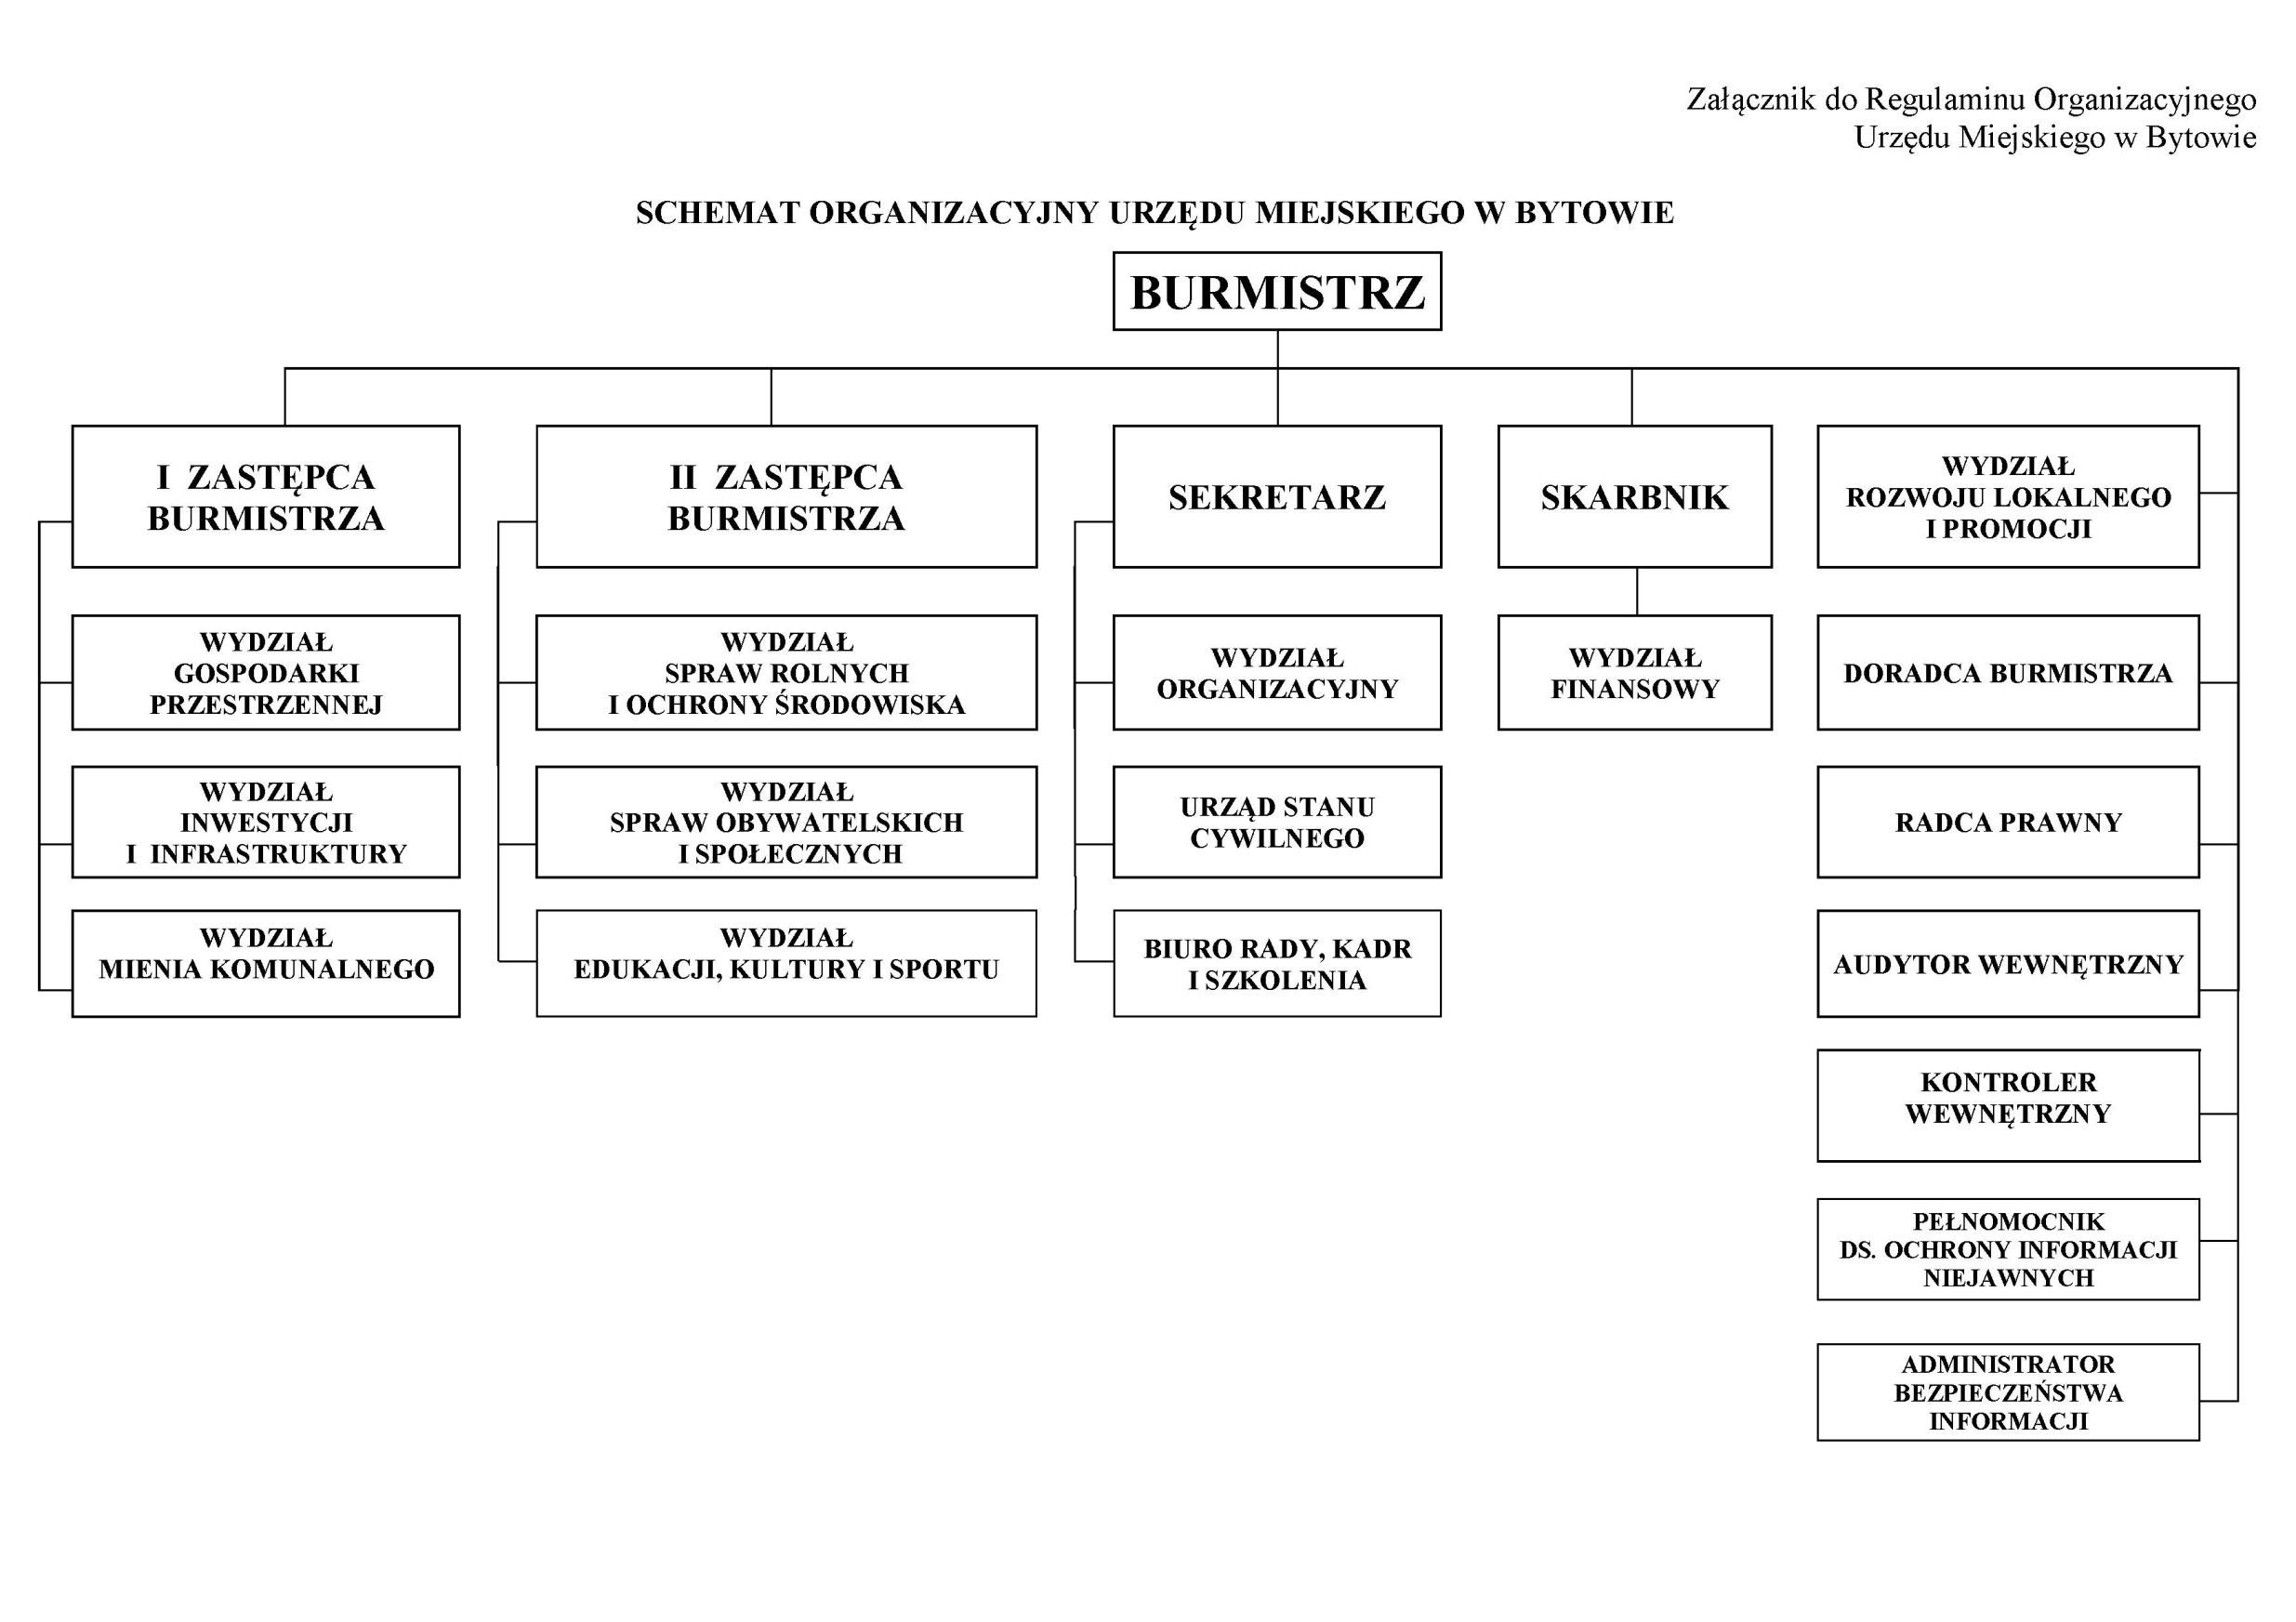 Załącznik do Regulaminu Organizacyjnego
Urzędu Miejskiego w Bytowie
SCHEMAT ORGANIZACYJNY URZĘDU MIEJSKIEGO W BYTOWIE
BURMISTRZ
I ZASTĘPCA
BURMISTRZA
WYDZIAŁ
GOSPODARKI
PRZESTRZENNEJ
WYDZIAŁ
INWESTYCJI
I INFRASTRUKTURY
WYDZIAŁ
MIENIA KOMUNALNEGO
II ZASTĘPCA
BURMISTRZA
WYDZIAŁ
SPRAW ROLNYCH
I OCHRONY ŚRODOWISKA
WYDZIAŁ
SPRAW OBYWATELSKICH
I SPOŁECZNYCH
WYDZIAŁ
EDUKACJI, KULTURY I SPORTU
SEKRETARZ
WYDZIAŁ
ORGANIZACYJNY
URZĄD STANU
CYWILNEGO
BIURO RADY, KADR
I SZKOLENIA
SKARBNIK
WYDZIAŁ
FINANSOWY
WYDZIAŁ
ROZWOJU LOKALNEGO
I PROMOCJI
DORADCA BURMISTRZA
RADCA PRAWNY
AUDYTOR WEWNĘTRZNY
KONTROLER
WEWNĘTRZNY
PEŁNOMOCNIK
DS. OCHRONY INFORMACJI
NIEJAWNYCH
ADMINISTRATOR
BEZPIECZEŃSTWA
INFORMACJI